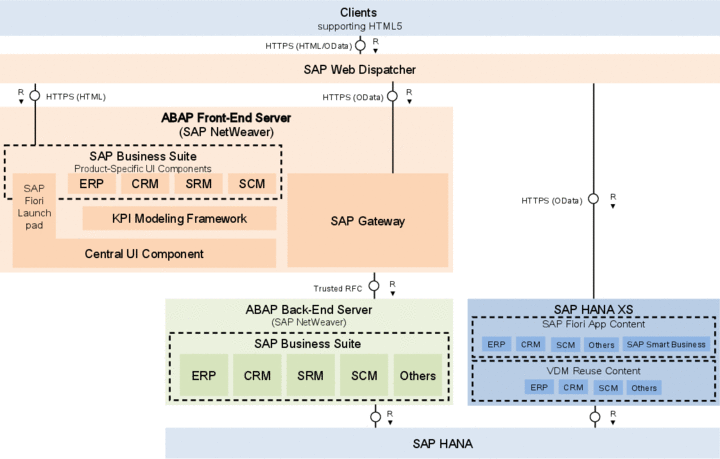 Clients
supporting HTML5
HTTPS (HTML/OData) R
SAP Web Dispatcher
R HTTPS (HTML)
HTTPS (OData) R
ABAP Front-End Server
(SAP NetWeaver)
SAP Business Suite
Product-Specific UI Components
ERP CRM SRM SCM
SAP
Fiori
Launch
pad
KPI Modeling Framework
Central UI Component
SAP Gateway
HTTPS (OData) R
Trusted RFC R
ABAP Back-End Server
(SAP NetWeaver)
SAP Business Suite
ERP CRM SRM SCM Others
SAP HANA XS
SAP Fiori App Content
ERP CRM SCM Others SAP Smart Business
VDM Reuse Content
ERP CRM SCM Others
R
R
SAP HANA